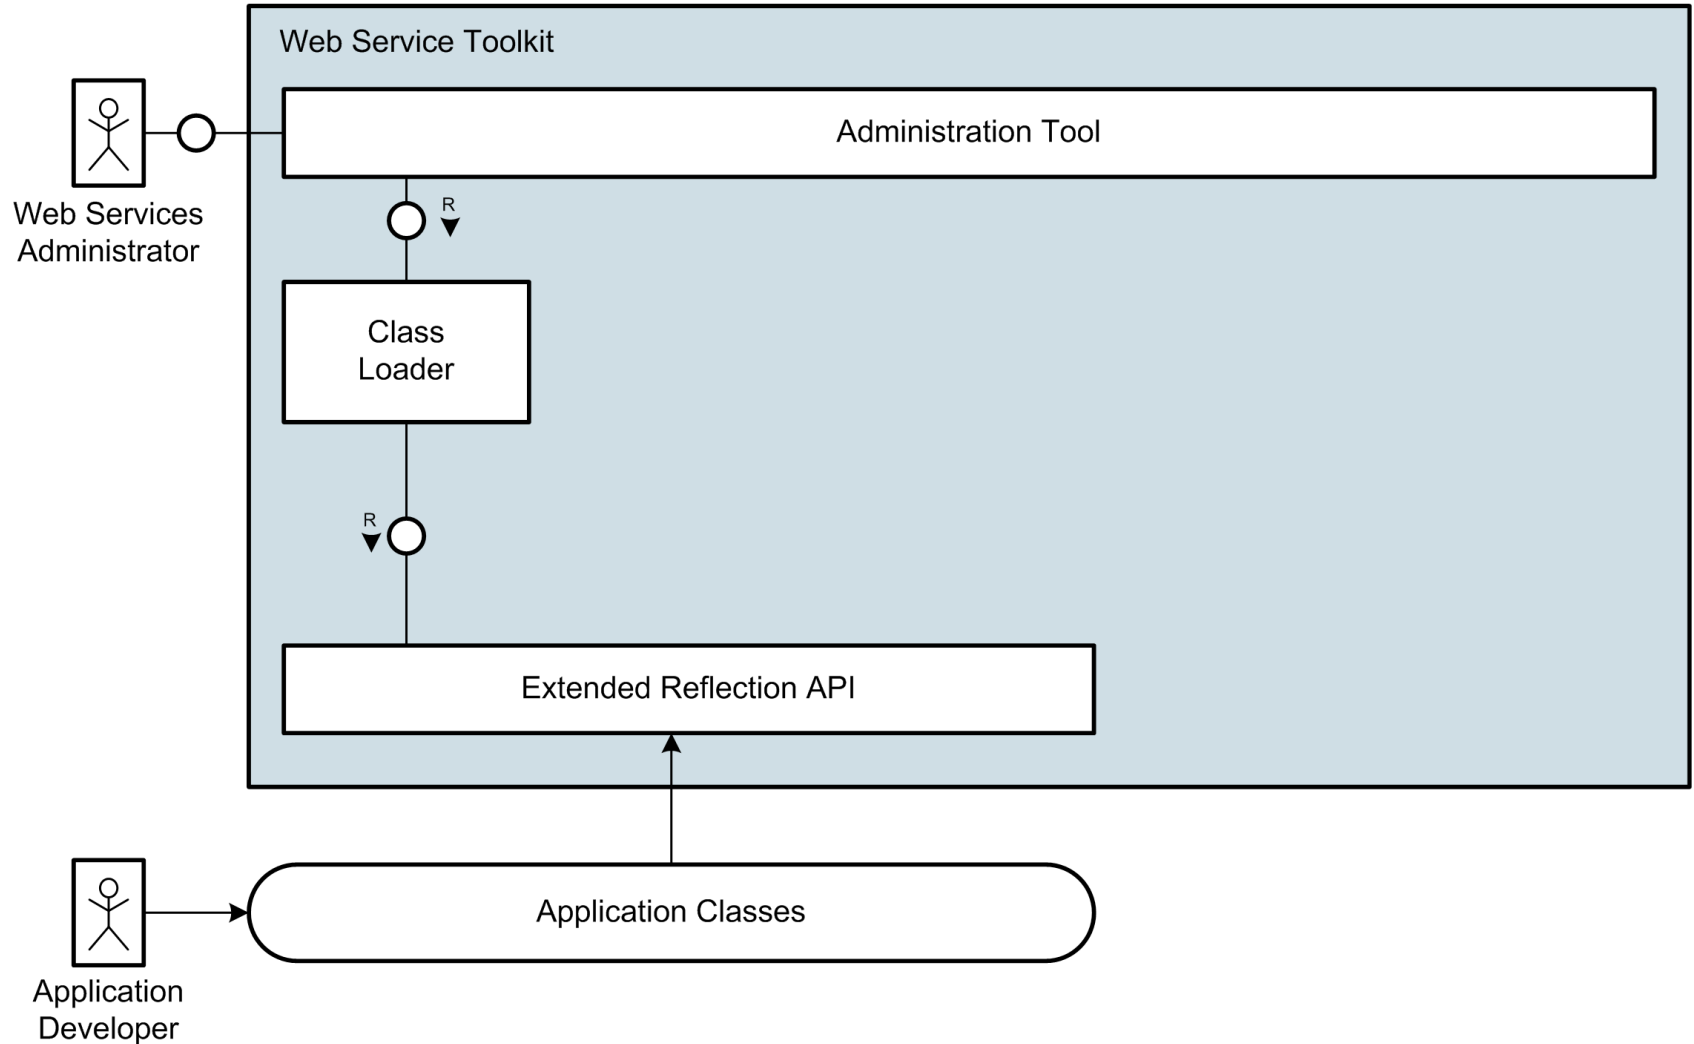 Web Service Toolkit
Administration Tool
Web Services
Administrator
R
Class
Loader
R
Extended Reflection API
Application Classes
Application
Developer